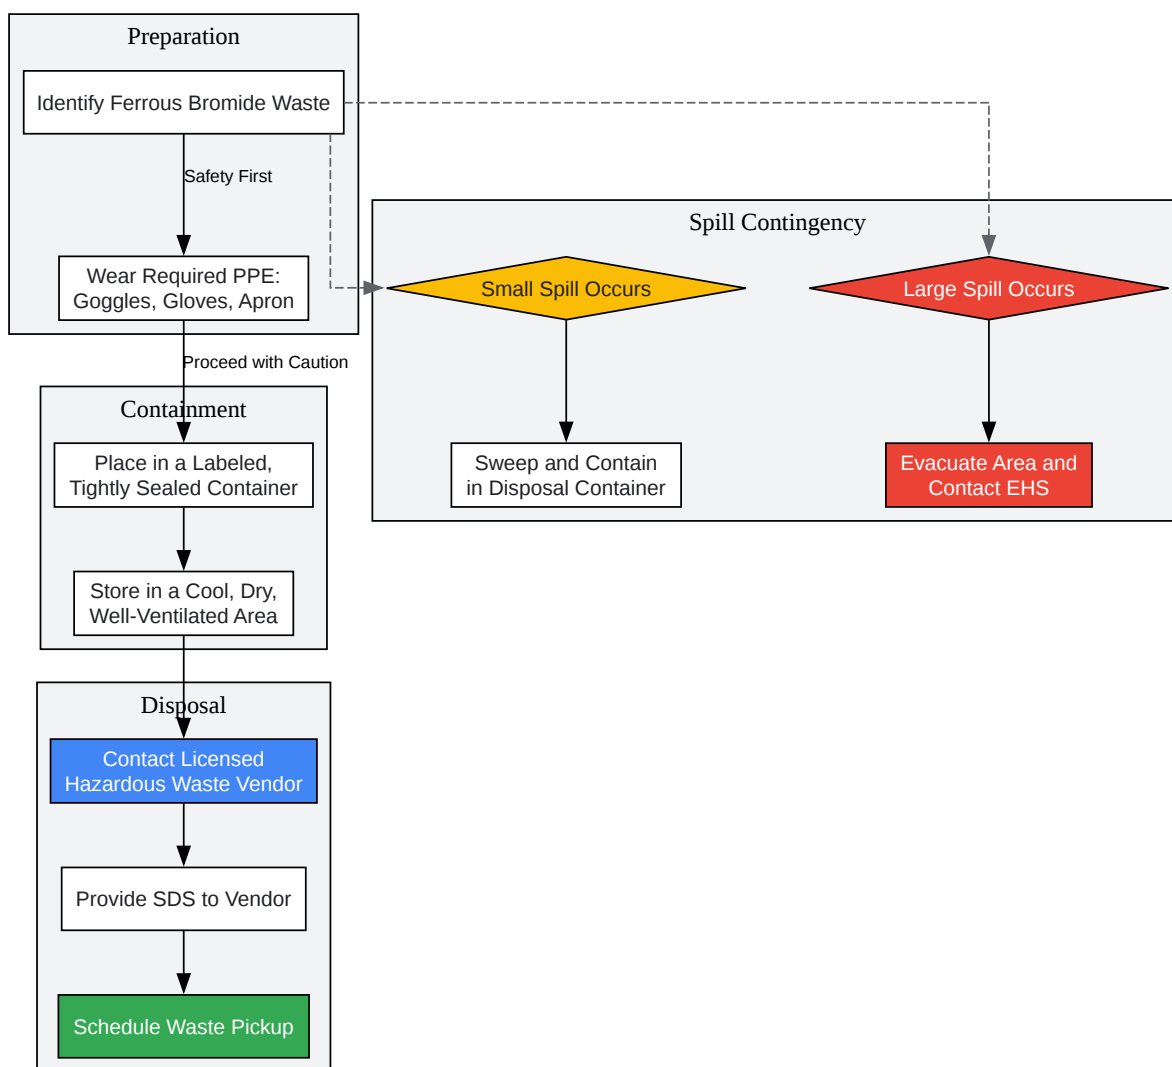 Preparation
Identify Ferrous Bromide Waste
Safety First
Wear Required PPE:
Goggles, Gloves, Apron
Proceed with Caution
Containment
Place in a Labeled,
Tightly Sealed Container
Store in a Cool, Dry,
Well-Ventilated Area
Disposal
Contact Licensed
Hazardous Waste Vendor
Provide SDS to Vendor
Schedule Waste Pickup
Spill Contingency
Small Spill Occurs
Sweep and Contain
in Disposal Container
Large Spill Occurs
Evacuate Area and
Contact EHS